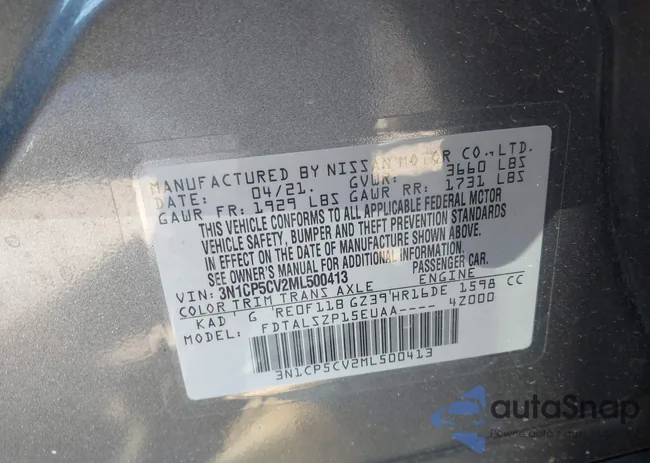 MANUFACTURED BY NISSAN MOTOR CO., LTD.
DATE: 04/21. GVWR: 3660 LBS
GAWR FR: 1929 LBS GAWR RR: 1731 LBS
THIS VEHICLE CONFORMS TO ALL APPLICABLE FEDERAL MOTOR
VEHICLE SAFETY, BUMPER AND THEFT PREVENTION STANDARDS
IN EFFECT ON THE DATE OF MANUFACTURE SHOWN ABOVE.
SEE OWNER'S MANUAL FOR ADDITIONAL INFORMATION.
VIN: 3N1CP5CV2ML500413 PASSENGER CAR.
COLOR TRIM TRANS AXLE ENGINE
KAD G RE0F11B GZ39 HR16DE 1598 CC
MODEL: FDTALSZP15EUAA---- 4Z000
3N1CP5CV2ML500413
autoSnap